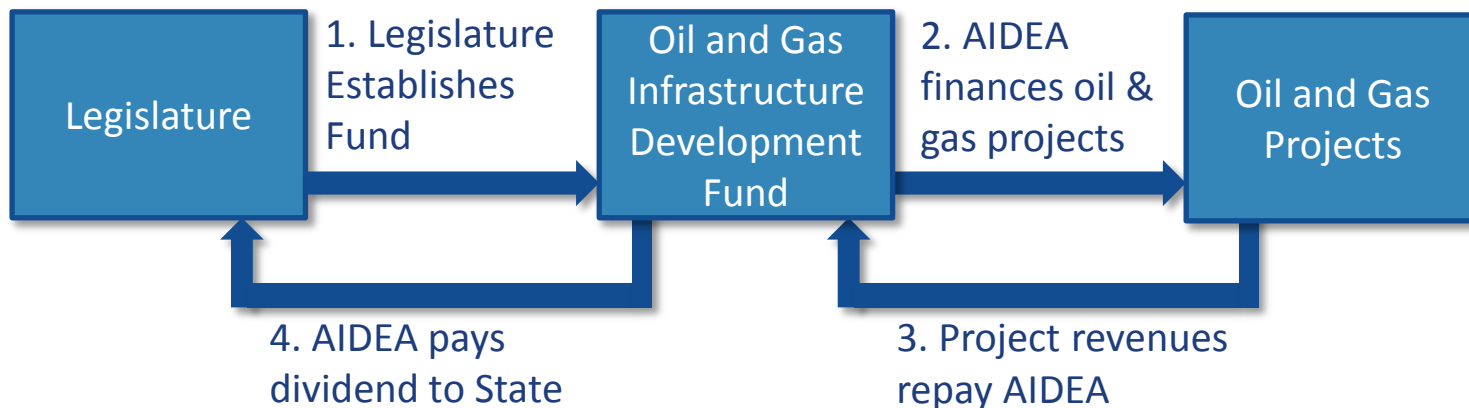 Legislature
1. Legislature
Establishes
Fund
Oil and Gas
Infrastructure
Development
Fund
2. AIDEA
finances oil &
gas projects
Oil and Gas
Projects
4. AIDEA pays
dividend to State
3. Project revenues
repay AIDEA